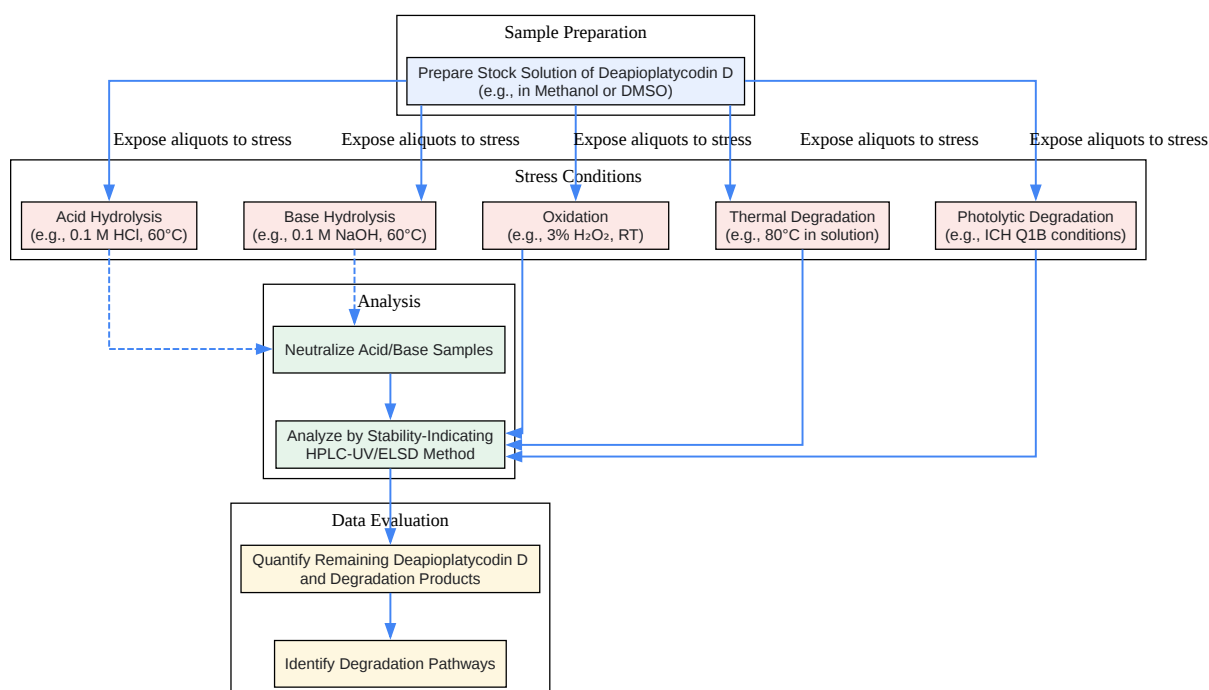 Sample Preparation
Prepare Stock Solution of Deapioplatycodin D
(e.g., in Methanol or DMSO)
Expose aliquots to stress
Expose aliquots to stress
Expose aliquots to stress
Expose aliquots to stress
Expose aliquots to stress
Stress Conditions
Acid Hydrolysis
(e.g., 0.1 M HCl, 60°C)
Base Hydrolysis
(e.g., 0.1 M NaOH, 60°C)
Oxidation
(e.g., 3% H₂O₂, RT)
Thermal Degradation
(e.g., 80°C in solution)
Photolytic Degradation
(e.g., ICH Q1B conditions)
Analysis
Neutralize Acid/Base Samples
Analyze by Stability-Indicating
HPLC-UV/ELSD Method
Data Evaluation
Quantify Remaining Deapioplatycodin D
and Degradation Products
Identify Degradation Pathways